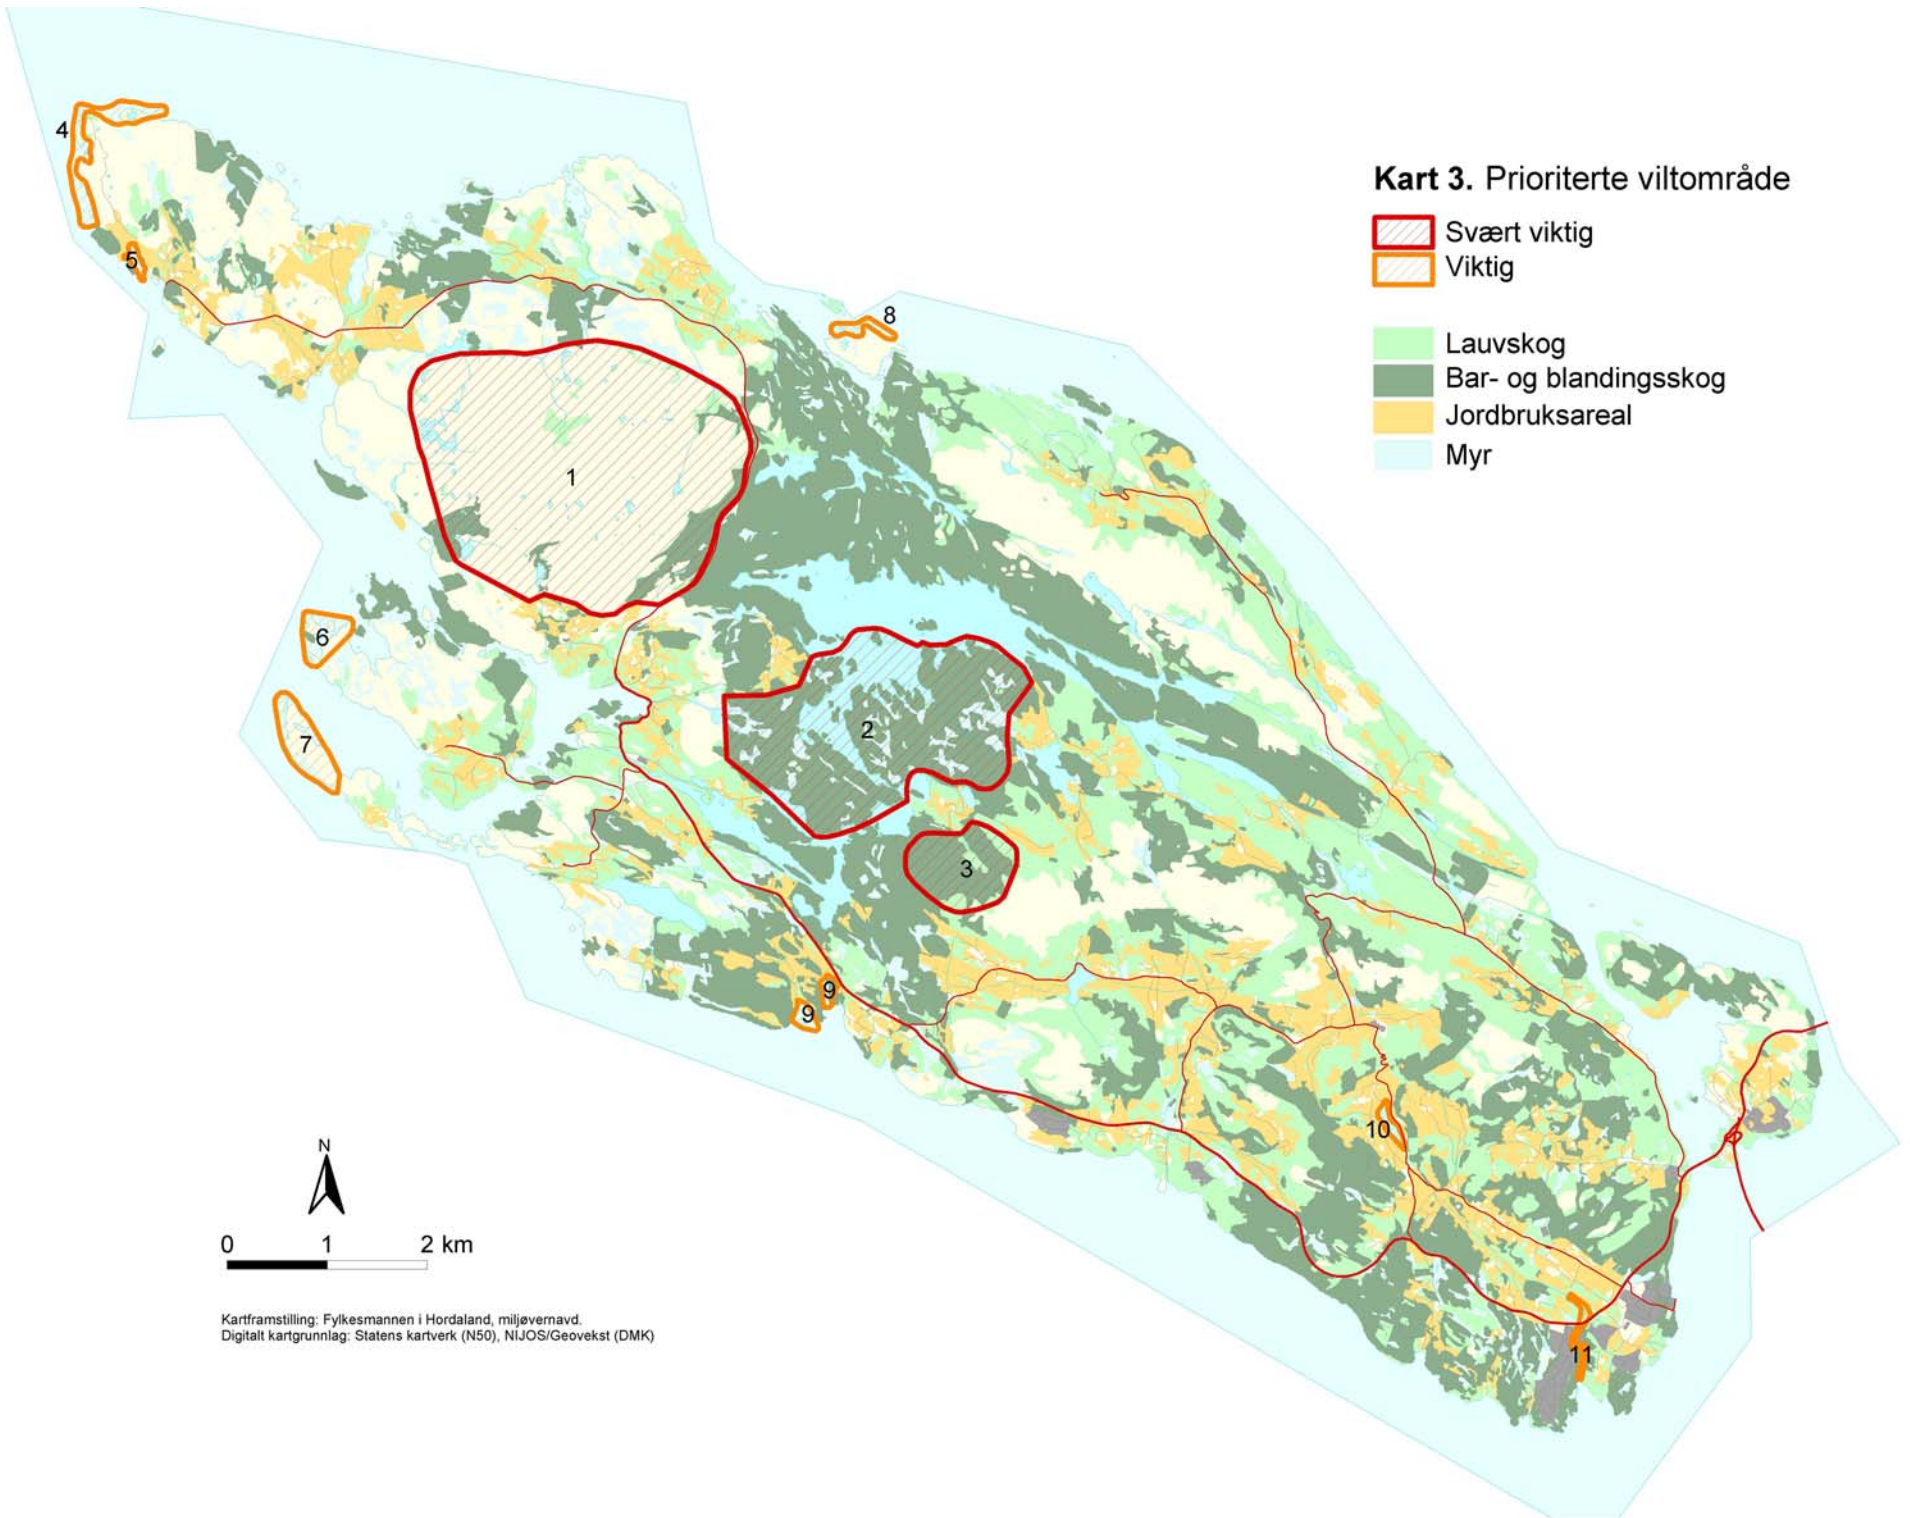 Kart 3. Prioriterte viltområde
Svært viktig
Viktig
Lauvskog
Bar- og blandingsskog
Jordbruksareal
Myr
4
5
8
1
6
7
2
3
9
9
10
11
N
0 1 2 km
Kartframstilling: Fylkesmannen i Hordaland, miljøvernavd.
Digitalt kartgrunnlag: Statens kartverk (N50), NIJOS/Geovekst (DMK)